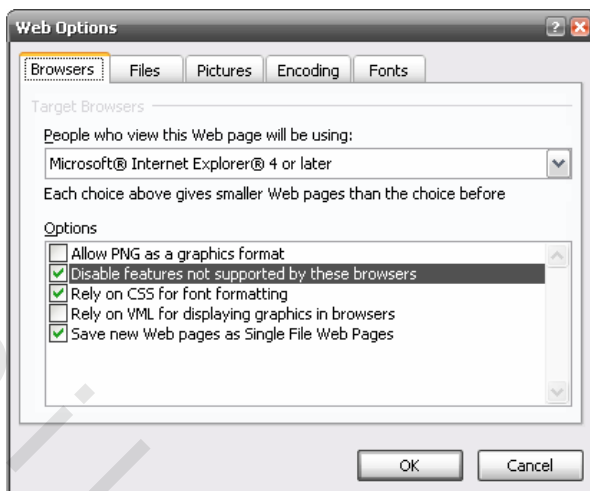 Web Options
Browsers Files Pictures Encoding Fonts
Target Browsers
People who view this Web page will be using:
Microsoft® Internet Explorer® 4 or later
Each choice above gives smaller Web pages than the choice before
Options
Allow PNG as a graphics format
Disable features not supported by these browsers
Rely on CSS for font formatting
Rely on VML for displaying graphics in browsers
Save new Web pages as Single File Web Pages
OK Cancel